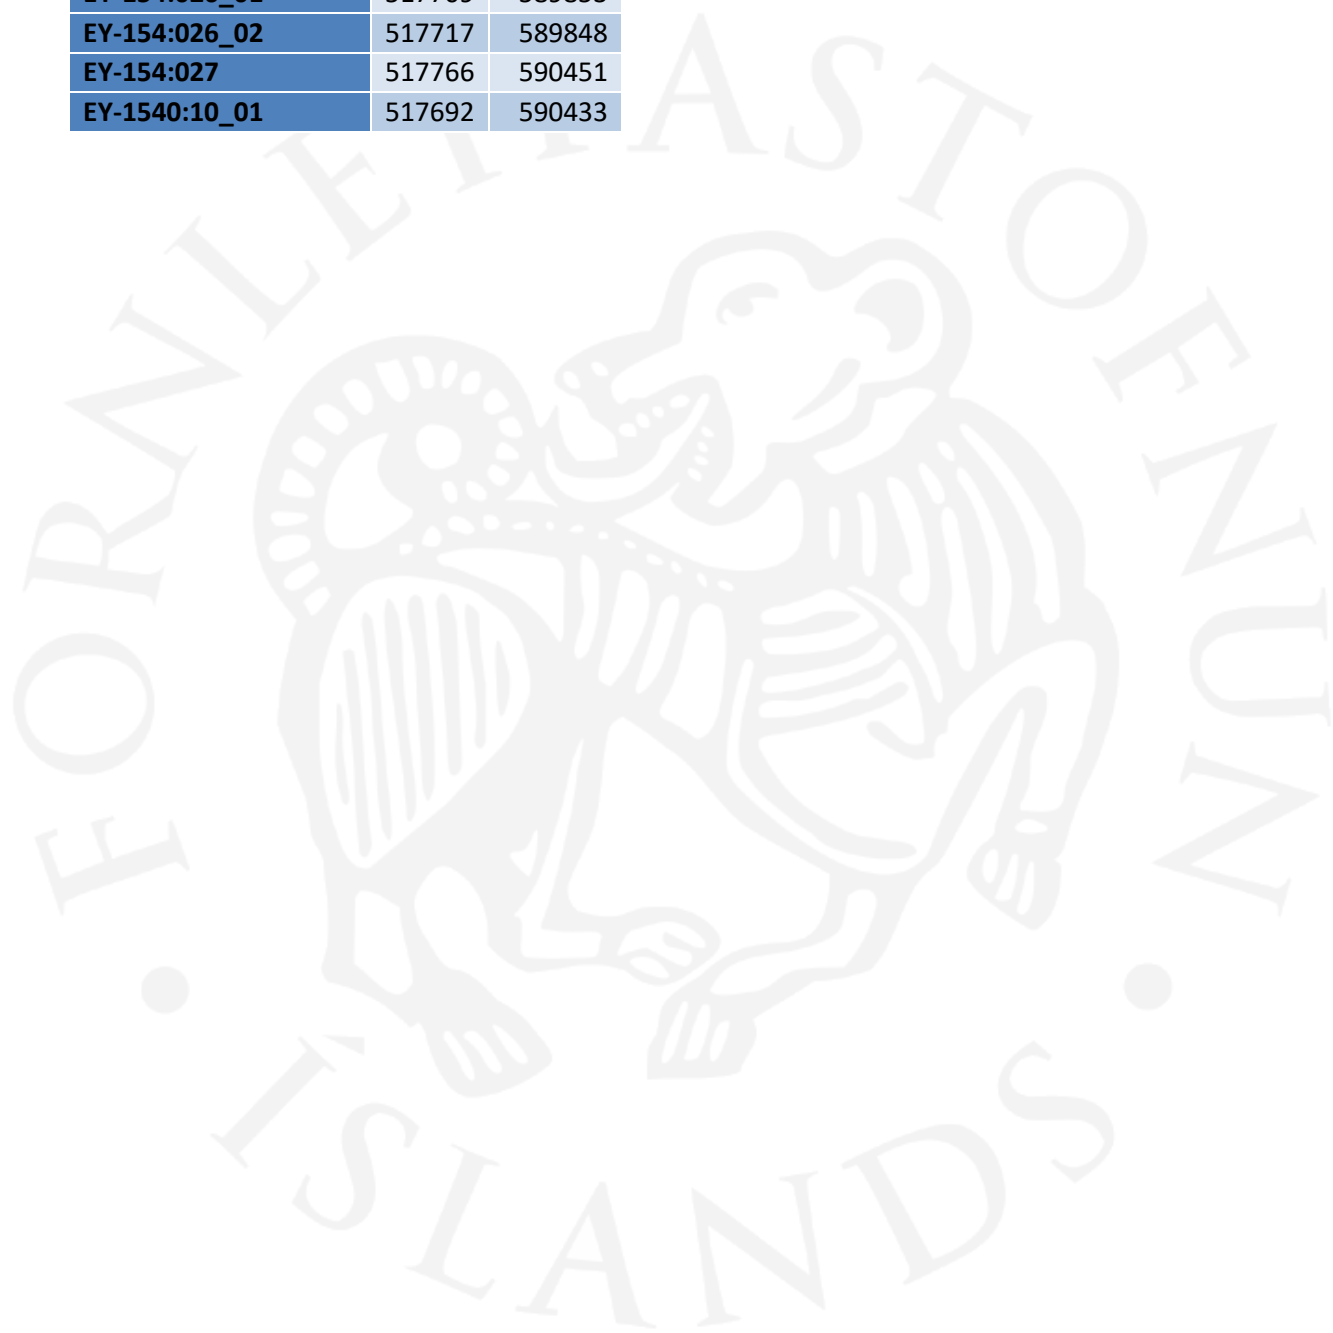 EY-154:026_02 517717 589848
EY-154:027 517766 590451
EY-1540:10_01 517692 590433
FORNLEIFASTOFNUN
• ÍSLANDS •